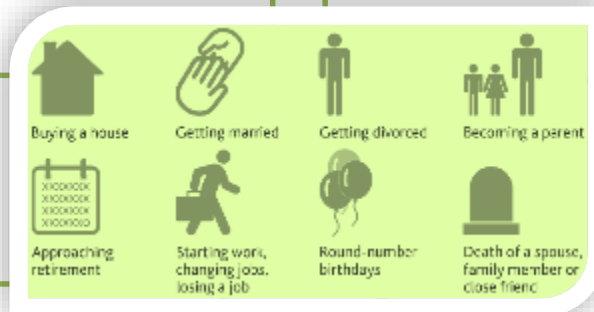 Buying a house
Getting married
Getting divorced
Becoming a parent
Approaching
retirement
Starting work,
changing jobs,
losing a job
Round-number
birthdays
Death of a spouse,
family member or
close friend